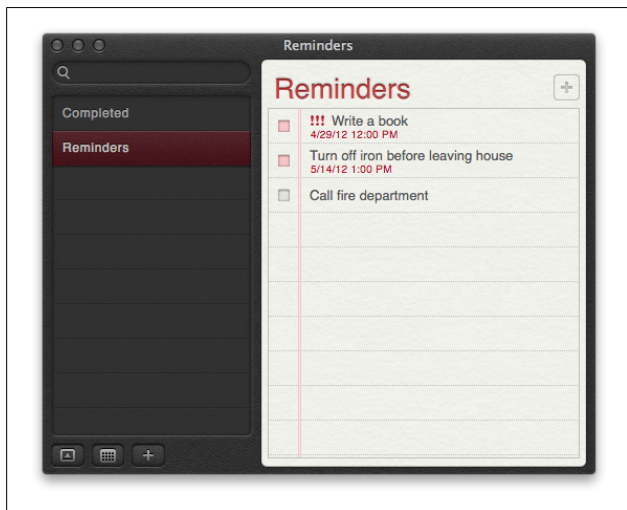 Reminders
Completed
Reminders
Reminders
!!! Write a book
4/29/12 12:00 PM
Turn off iron before leaving house
5/14/12 1:00 PM
Call fire department